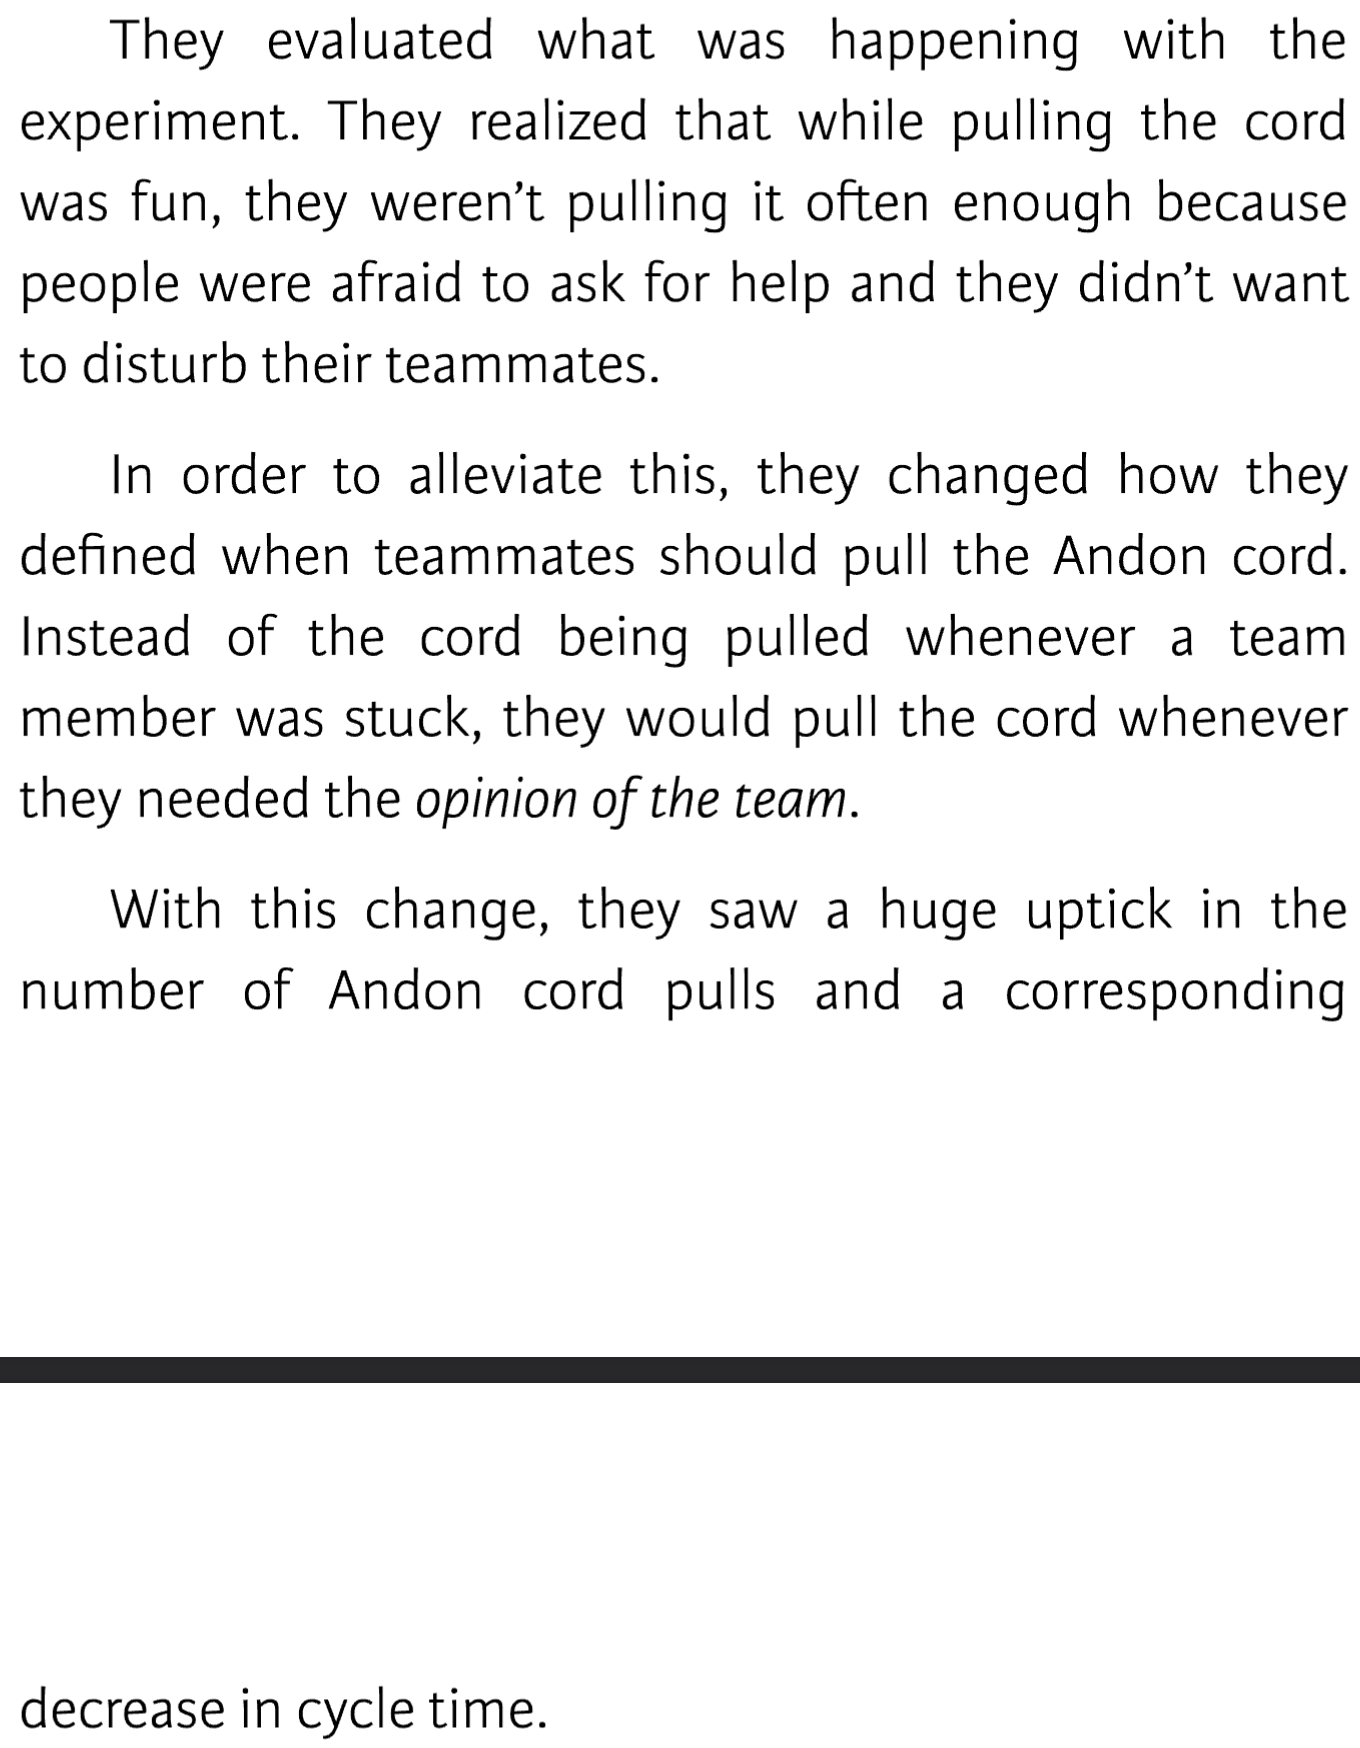 They evaluated what was happening with the
experiment. They realized that while pulling the cord
was fun, they weren’t pulling it often enough because
people were afraid to ask for help and they didn’t want
to disturb their teammates.
In order to alleviate this, they changed how they
defined when teammates should pull the Andon cord.
Instead of the cord being pulled whenever a team
member was stuck, they would pull the cord whenever
they needed the opinion of the team.
With this change, they saw a huge uptick in the
number of Andon cord pulls and a corresponding
decrease in cycle time.